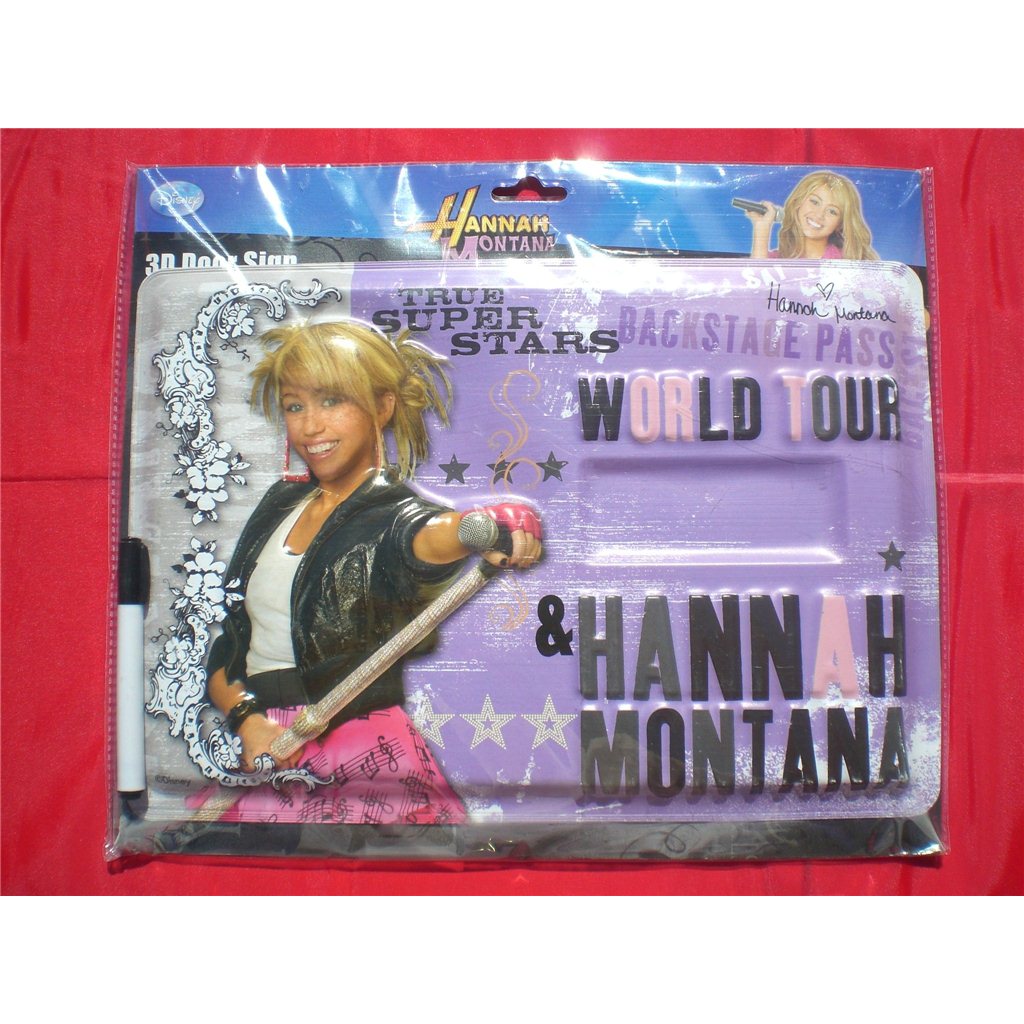 Disney
HANNAH
MONTANA
3D Door Sign
Hannah Montana
TRUE
SUPER
STARS
BACKSTAGE PASS
WORLD TOUR
&HANNAH
MONTANA
©Disney